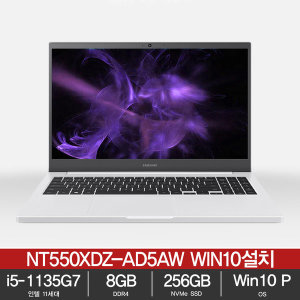 SAMSUNG
NT550XDZ-AD5AW WIN10설치
i5-1135G7 8GB 256GB Win10 P
인텔 11세대 DDR4 NVMe SSD OS